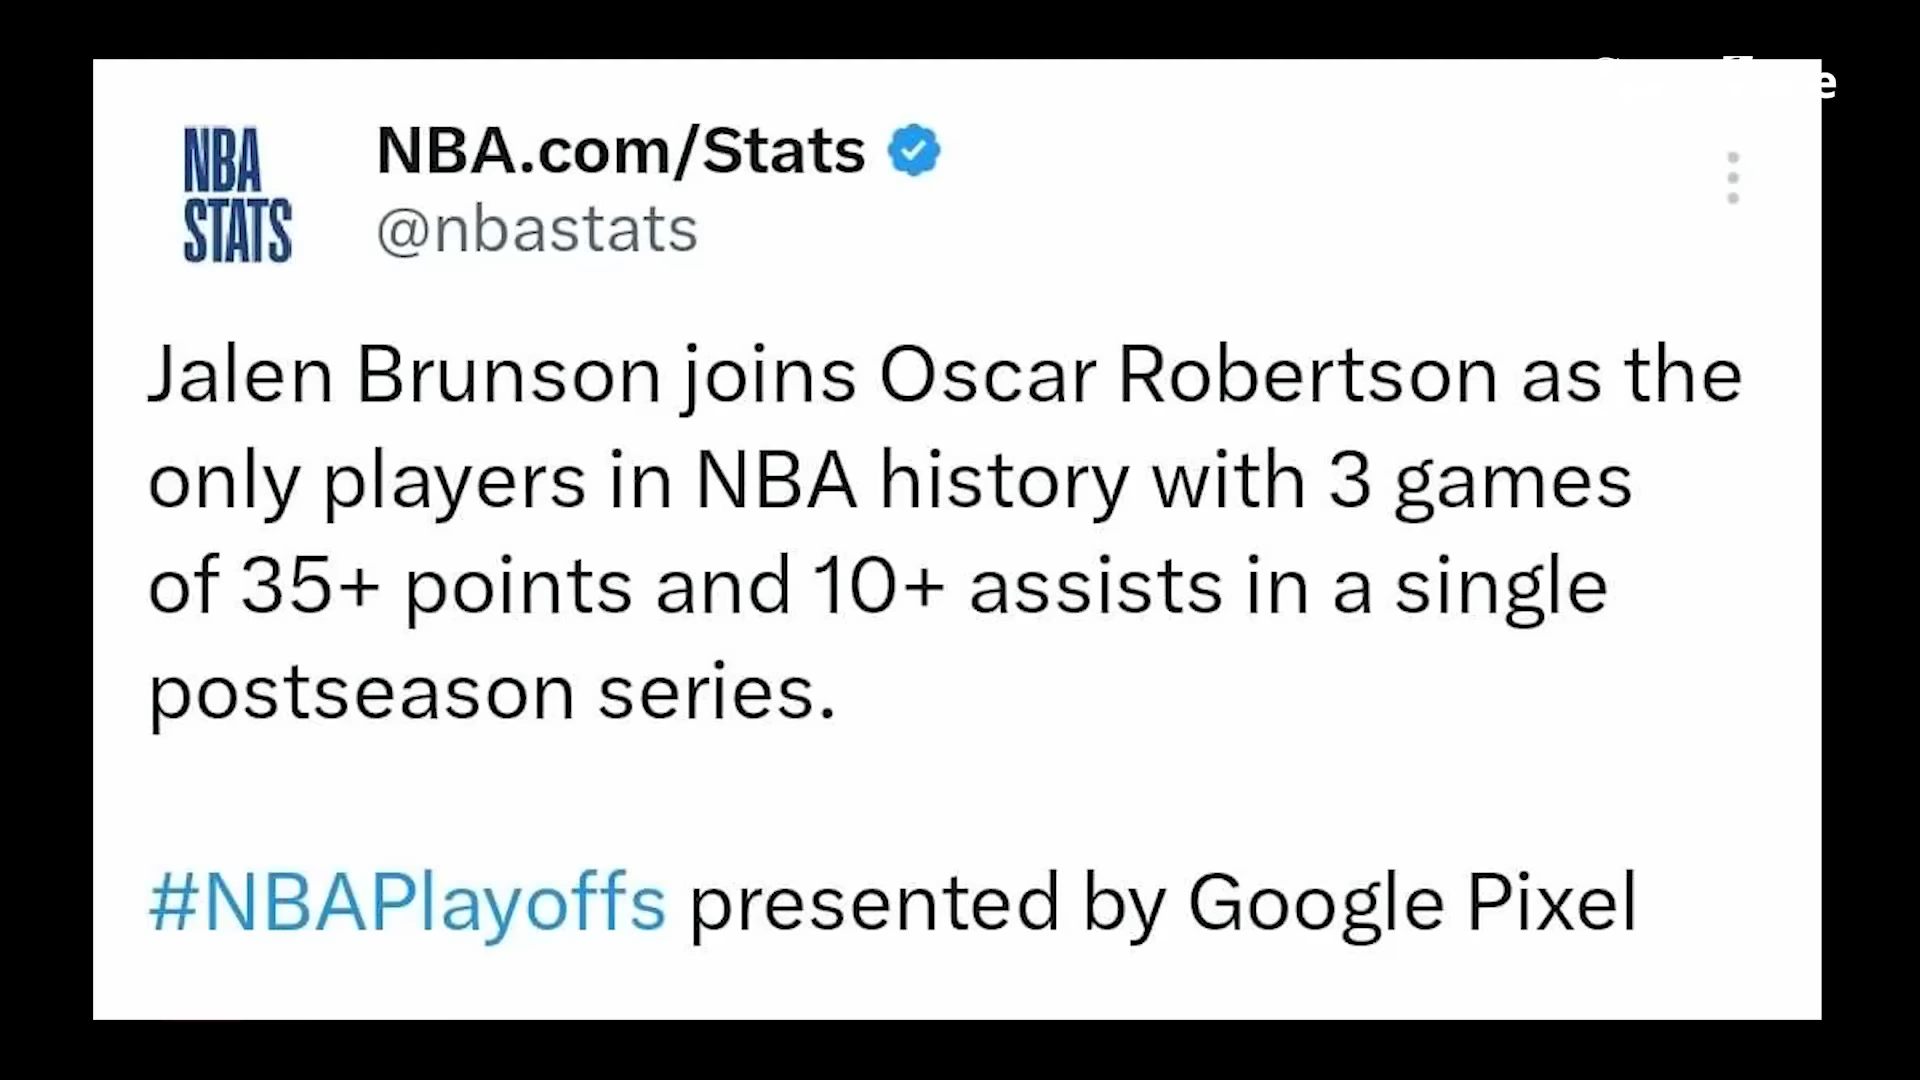 NBA
STATS
NBA.com/Stats
@nbastats
Jalen Brunson joins Oscar Robertson as the
only players in NBA history with 3 games
of 35+ points and 10+ assists in a single
postseason series.
#NBAPlayoffs presented by Google Pixel